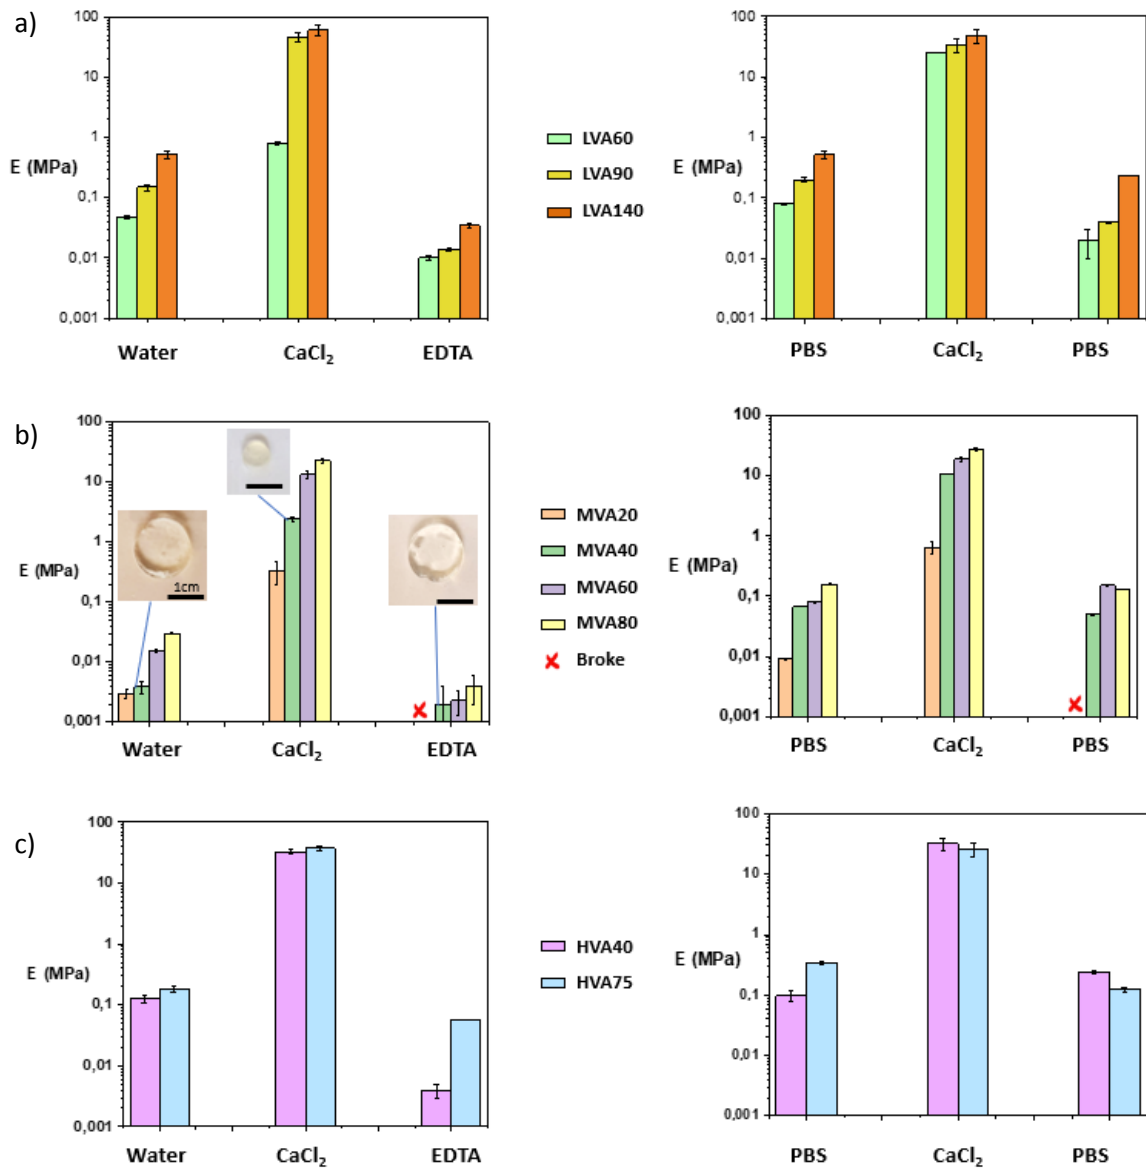 a)
100
10
1
E (MPa)
0,1
0,01
0,001
Water
CaCl₂
EDTA
LVA60
LVA90
LVA140
100
10
1
E (MPa)
0,1
0,01
0,001
PBS
CaCl₂
PBS
b)
100
10
1
E (MPa)
0,1
0,01
0,001
1cm
Water
CaCl₂
EDTA
MVA20
MVA40
MVA60
MVA80
Broke
100
10
1
E (MPa)
0,1
0,01
0,001
PBS
CaCl₂
PBS
c)
100
10
1
E (MPa)
0,1
0,01
0,001
Water
CaCl₂
EDTA
HVA40
HVA75
100
10
1
E (MPa)
0,1
0,01
0,001
PBS
CaCl₂
PBS